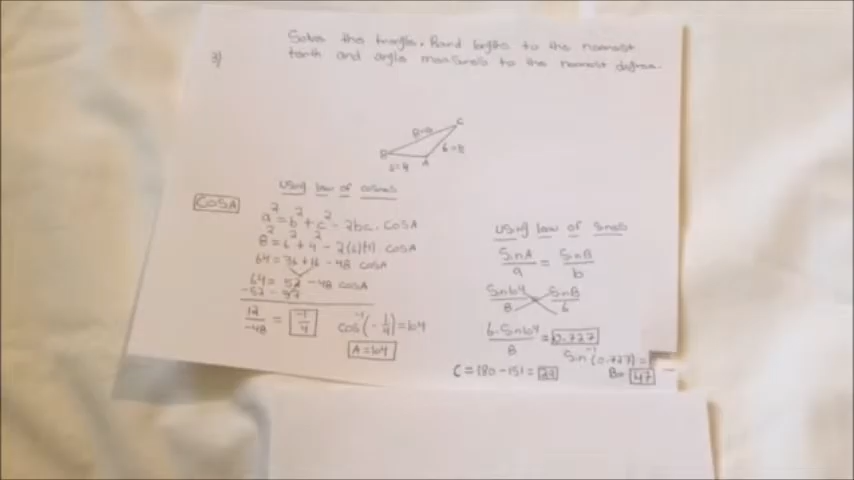 3) Solve the triangle. Round lengths to the nearest
tenth and angle measures to the nearest degree.
C
a=8
b=6
B
A
c=4
Using law of cosines
COSA
a² = b² + c² - 2bc · COSA
8² = 6² + 4² - 2(6)(4) COSA
64 = 36 + 16 - 48 COSA
64 = 52 - 48 COSA
-52 - 52
12/-48 = -1/4
cos⁻¹(-1/4) = 104
A = 104
Using law of sines
SinA/a = SinB/b
Sin104/8 SinB/6
6·Sin104/8 = 0.727
Sin⁻¹(0.727) =
B= 47
C = 180 - 151 = 29